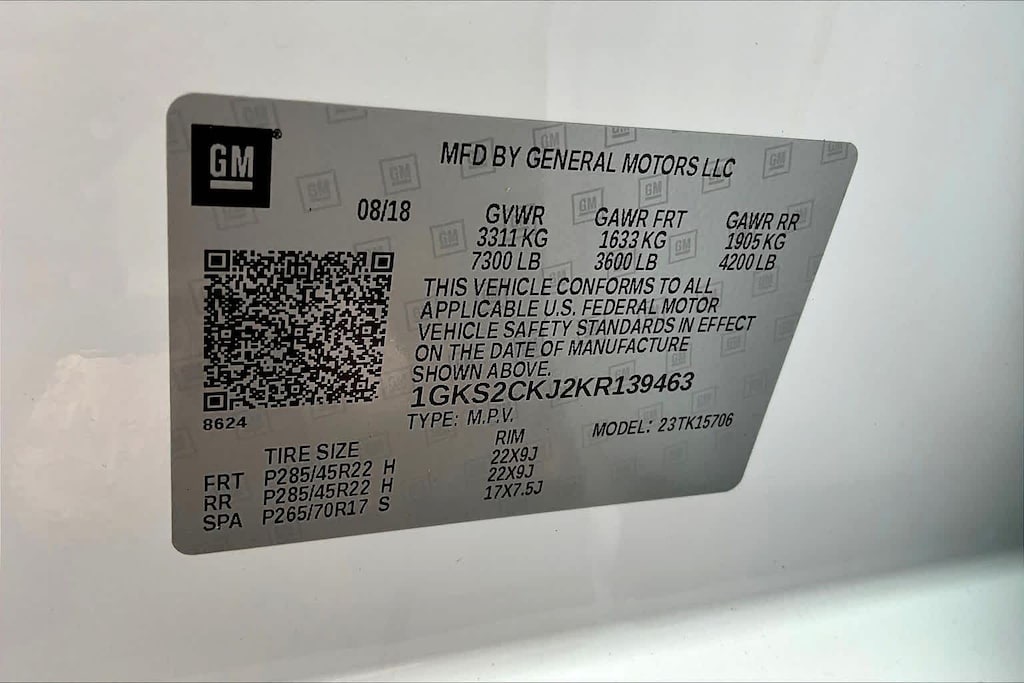 GM
MFD BY GENERAL MOTORS LLC
08/18 GVWR GAWR FRT GAWR RR
3311 KG 1633 KG 1905 KG
7300 LB 3600 LB 4200 LB
THIS VEHICLE CONFORMS TO ALL
APPLICABLE U.S. FEDERAL MOTOR
VEHICLE SAFETY STANDARDS IN EFFECT
ON THE DATE OF MANUFACTURE
SHOWN ABOVE.
1GKS2CKJ2KR139463
8624 TYPE: M.P.V. MODEL: 23TK15706
TIRE SIZE RIM
FRT P285/45R22 H 22X9J
RR P285/45R22 H 22X9J
SPA P265/70R17 S 17X7.5J